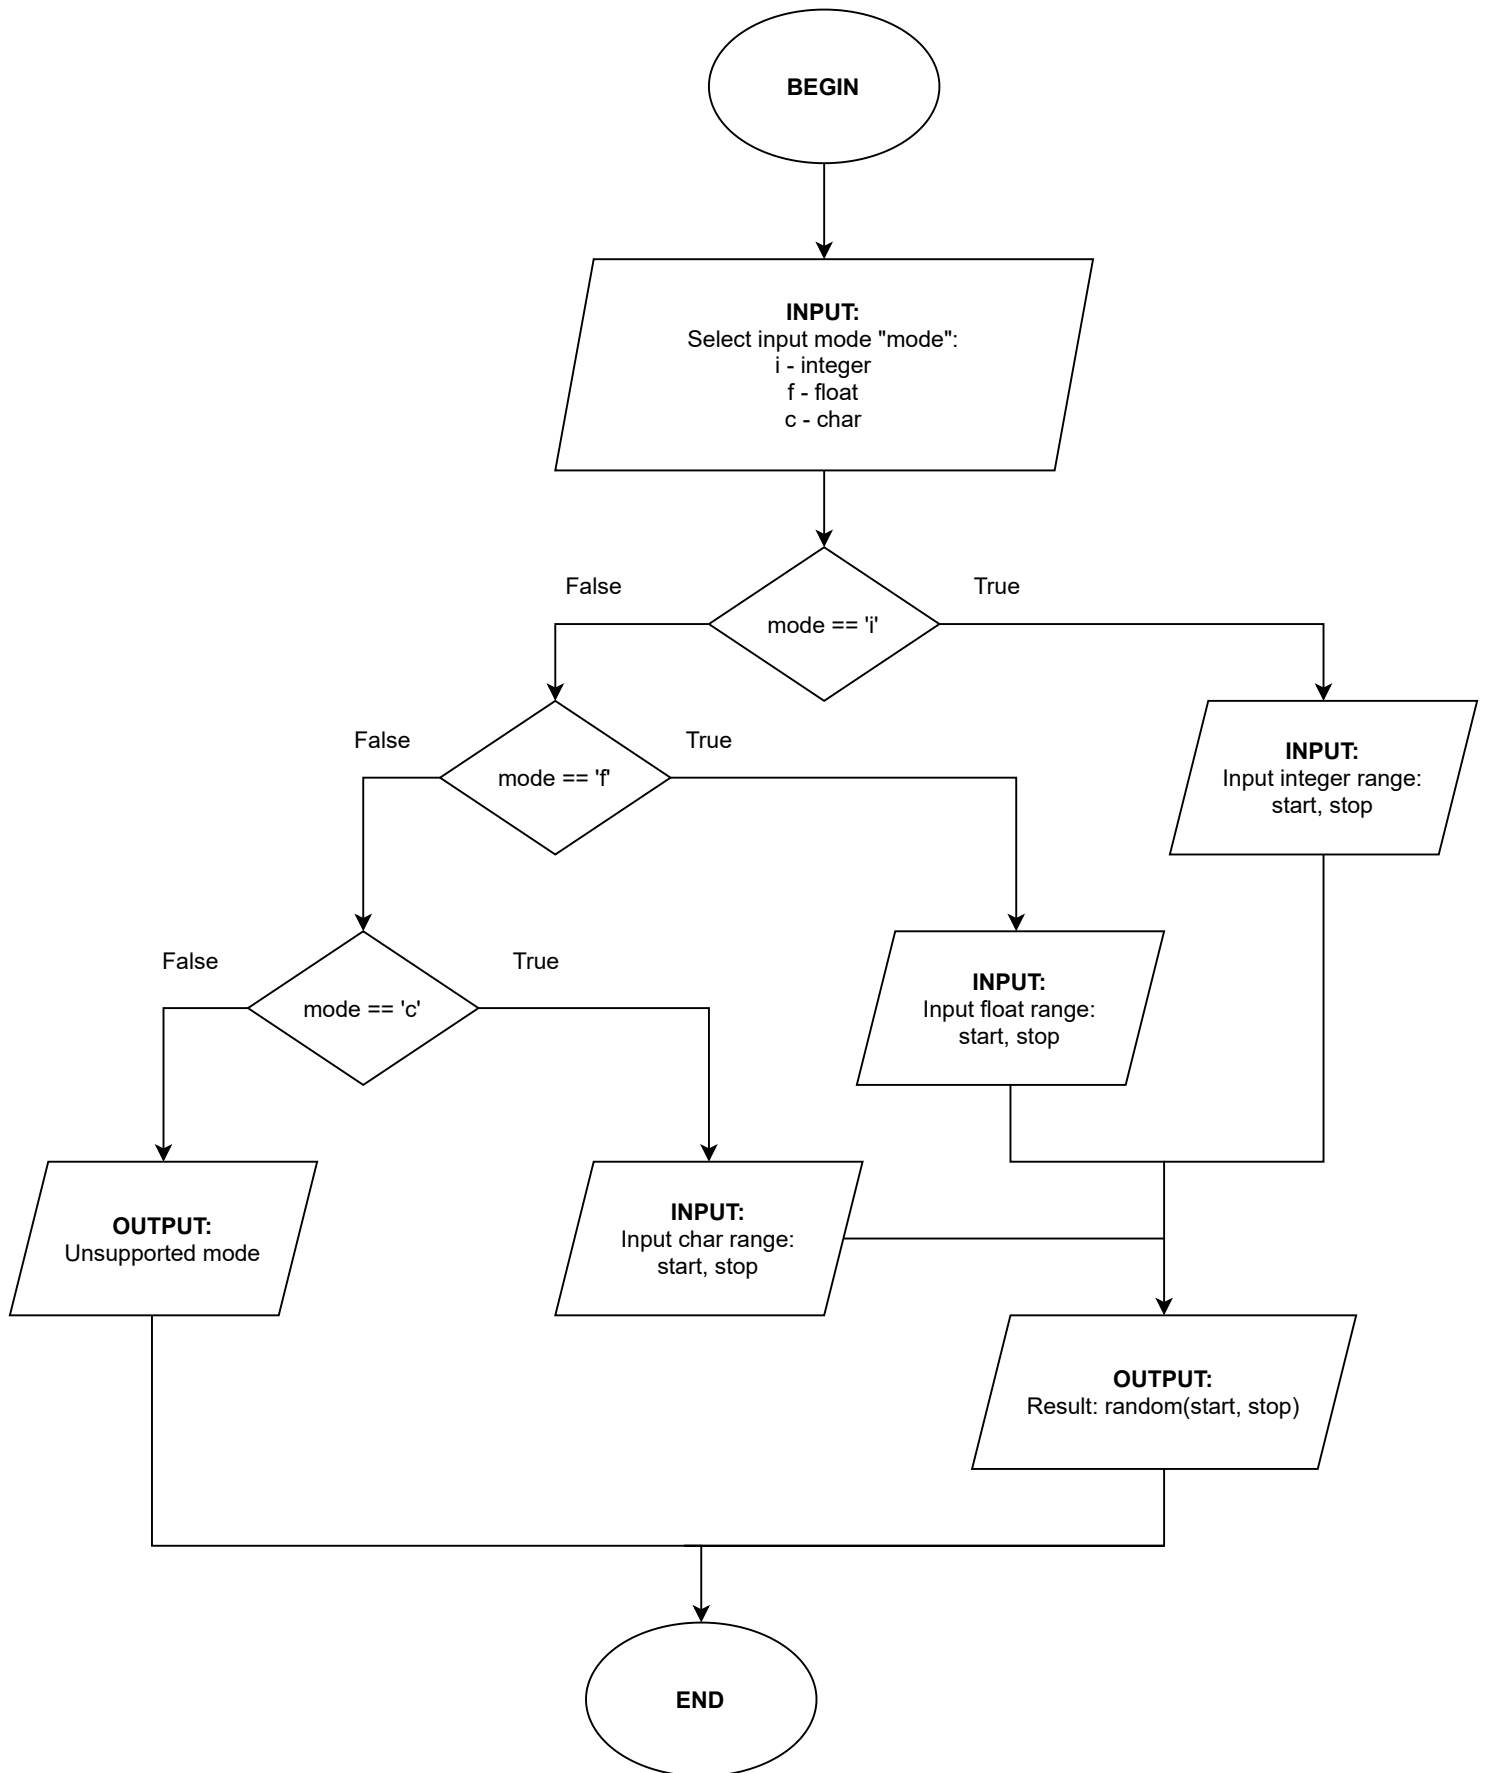 BEGIN
INPUT:
Select input mode "mode":
i - integer
f - float
c - char
False
True
mode == 'i'
False
True
mode == 'f'
INPUT:
Input integer range:
start, stop
False
True
mode == 'c'
INPUT:
Input float range:
start, stop
OUTPUT:
Unsupported mode
INPUT:
Input char range:
start, stop
OUTPUT:
Result: random(start, stop)
END